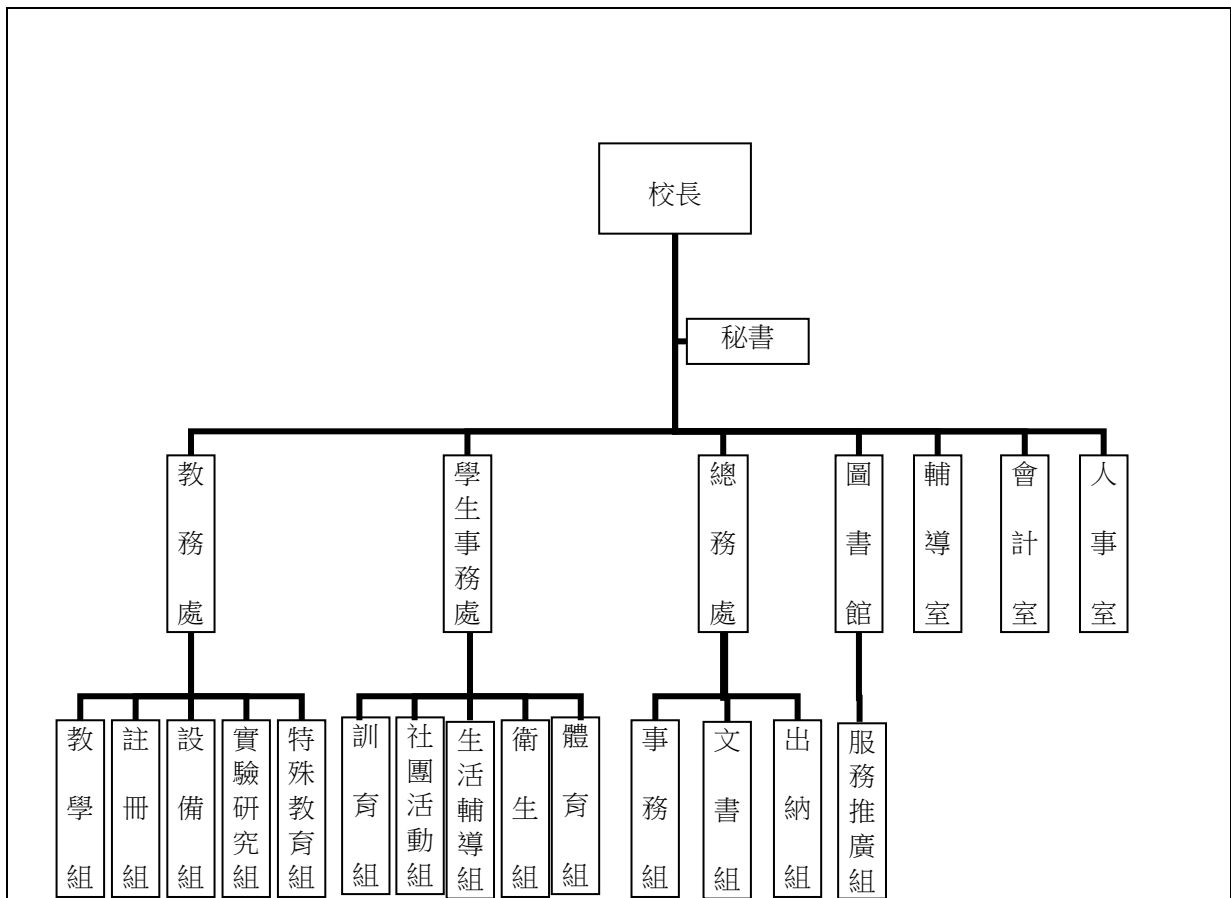 校長
秘書
教務處
學生事務處
總務處
圖書館
輔導室
會計室
人事室
教學組
註冊組
設備組
實驗研究組
特殊教育組
訓育組
社團活動組
生活輔導組
衛生組
體育組
事務組
文書組
出納組
服務推廣組